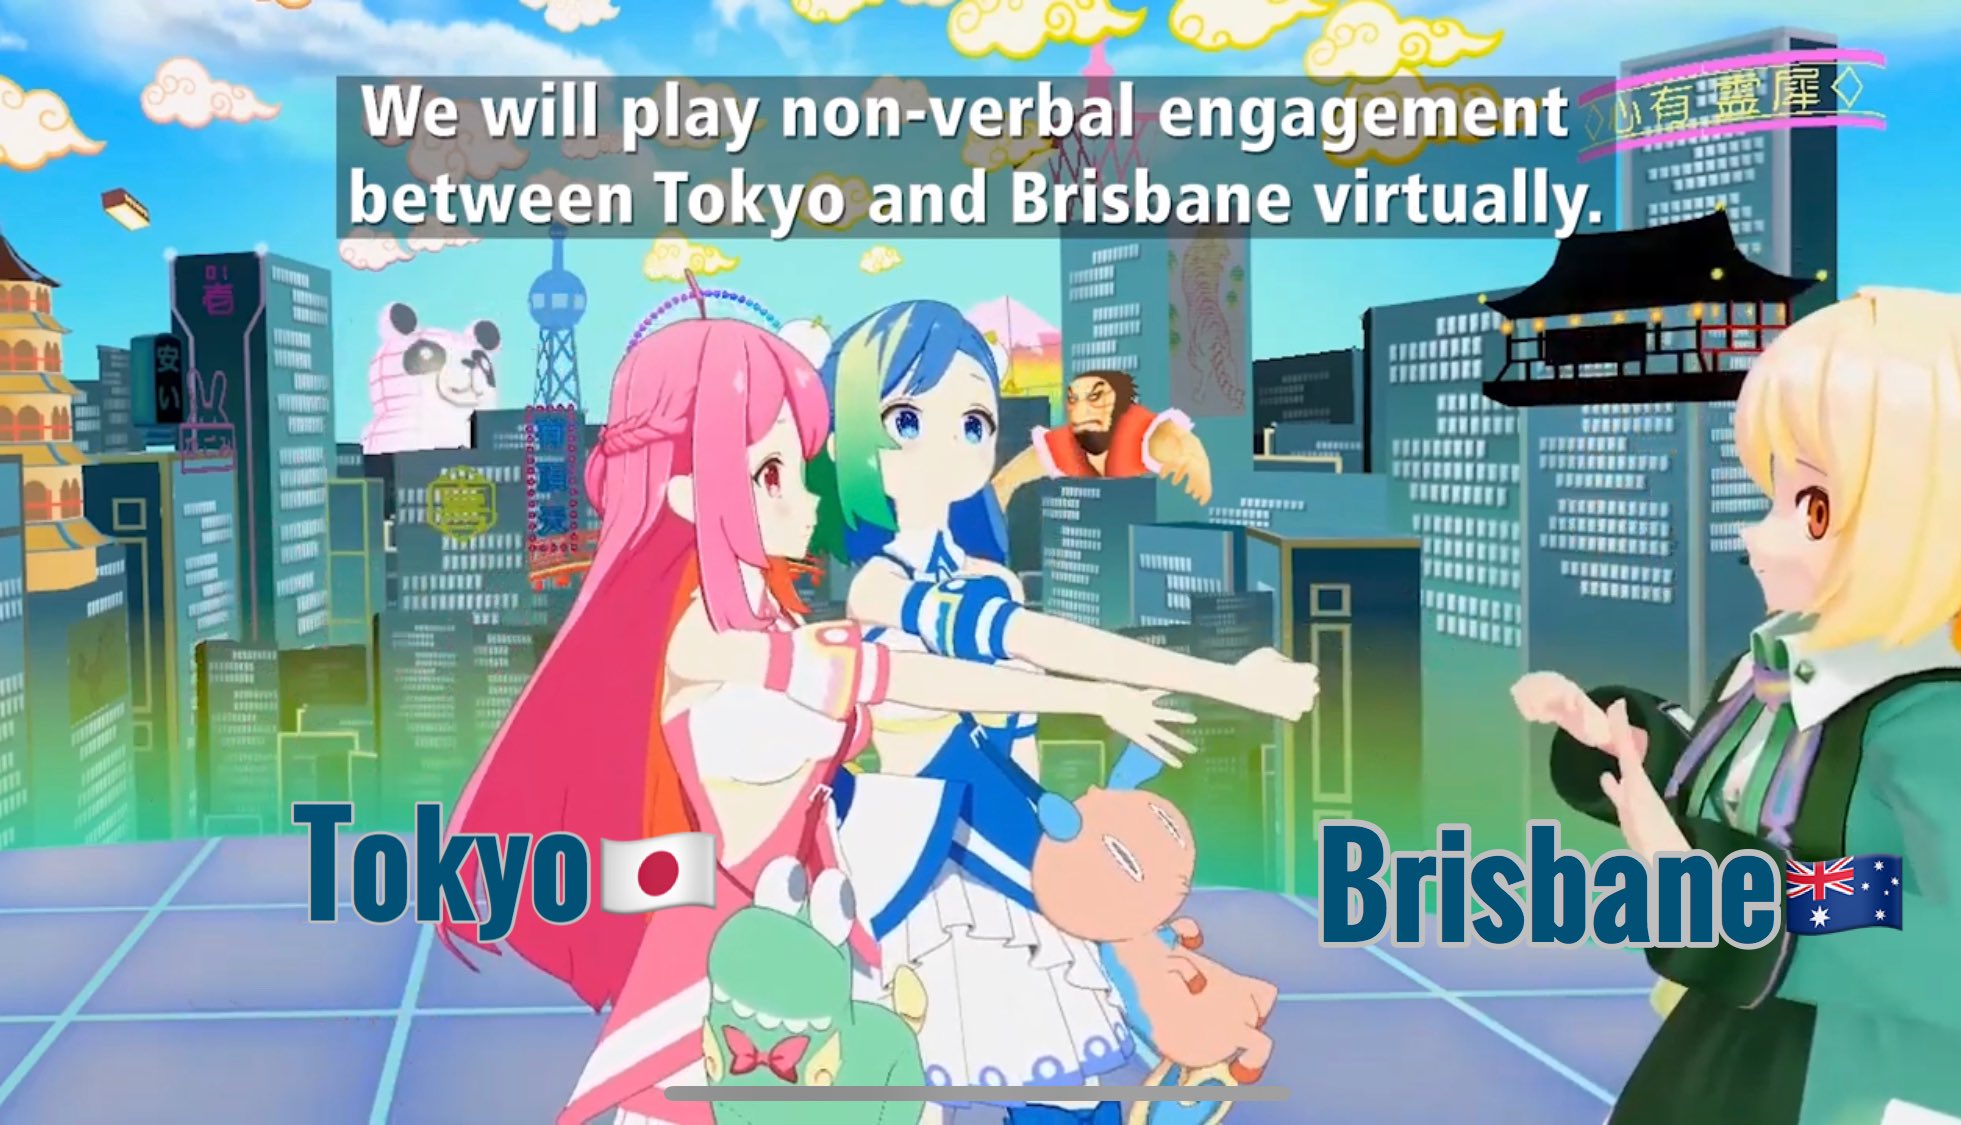 We will play non-verbal engagement
between Tokyo and Brisbane virtually.
心有靈犀
安い
Tokyo
Brisbane